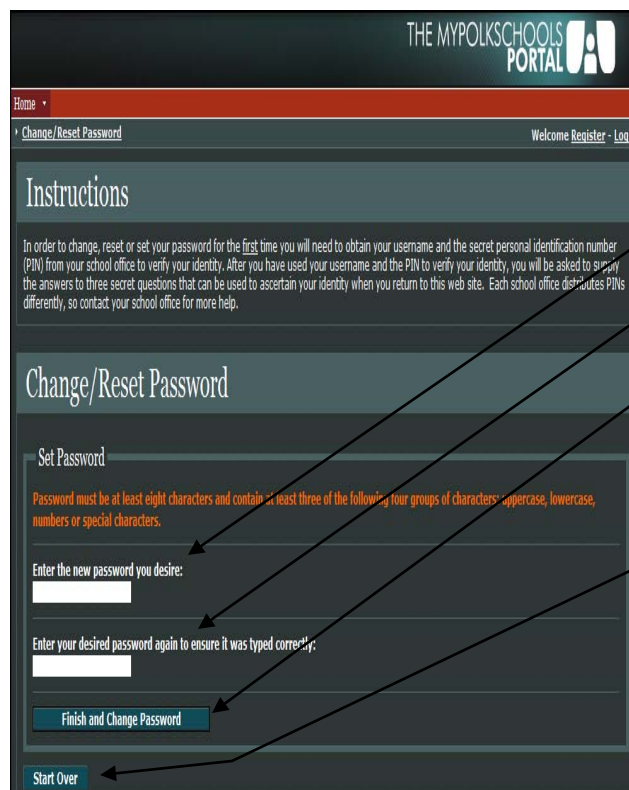 THE MYPOLKSCHOOLS
PORTAL
Home
Change/Reset Password Welcome Register - Log
Instructions
In order to change, reset or set your password for the first time you will need to obtain your username and the secret personal identification number
(PIN) from your school office to verify your identity. After you have used your username and the PIN to verify your identity, you will be asked to supply
the answers to three secret questions that can be used to ascertain your identity when you return to this web site. Each school office distributes PINs
differently, so contact your school office for more help.
Change/Reset Password
Set Password
Password must be at least eight characters and contain at least three of the following four groups of characters: uppercase, lowercase,
numbers or special characters.
Enter the new password you desire:
Enter your desired password again to ensure it was typed correctly:
Finish and Change Password
Start Over